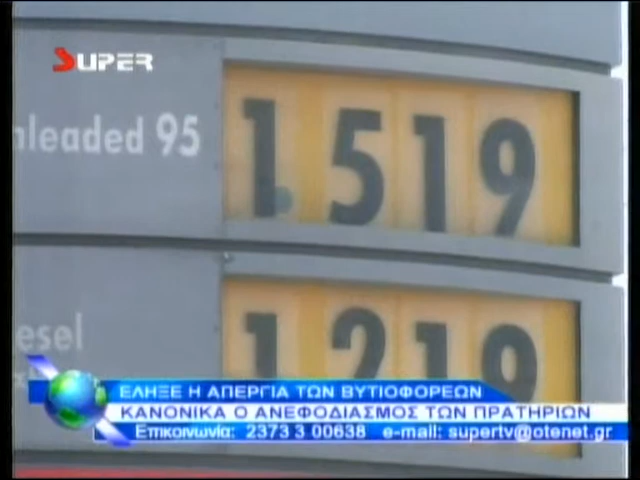 SUPER
nleaded 95
1.519
esel
1 219
ΕΛΗΞΕ Η ΑΠΕΡΓΙΑ ΤΩΝ ΒΥΤΙΟΦΟΡΕΩΝ
ΚΑΝΟΝΙΚΑ Ο ΑΝΕΦΟΔΙΑΣΜΟΣ ΤΩΝ ΠΡΑΤΗΡΙΩΝ
Επικοινωνία: 2373 3 00638 e-mail: supertv@otenet.gr